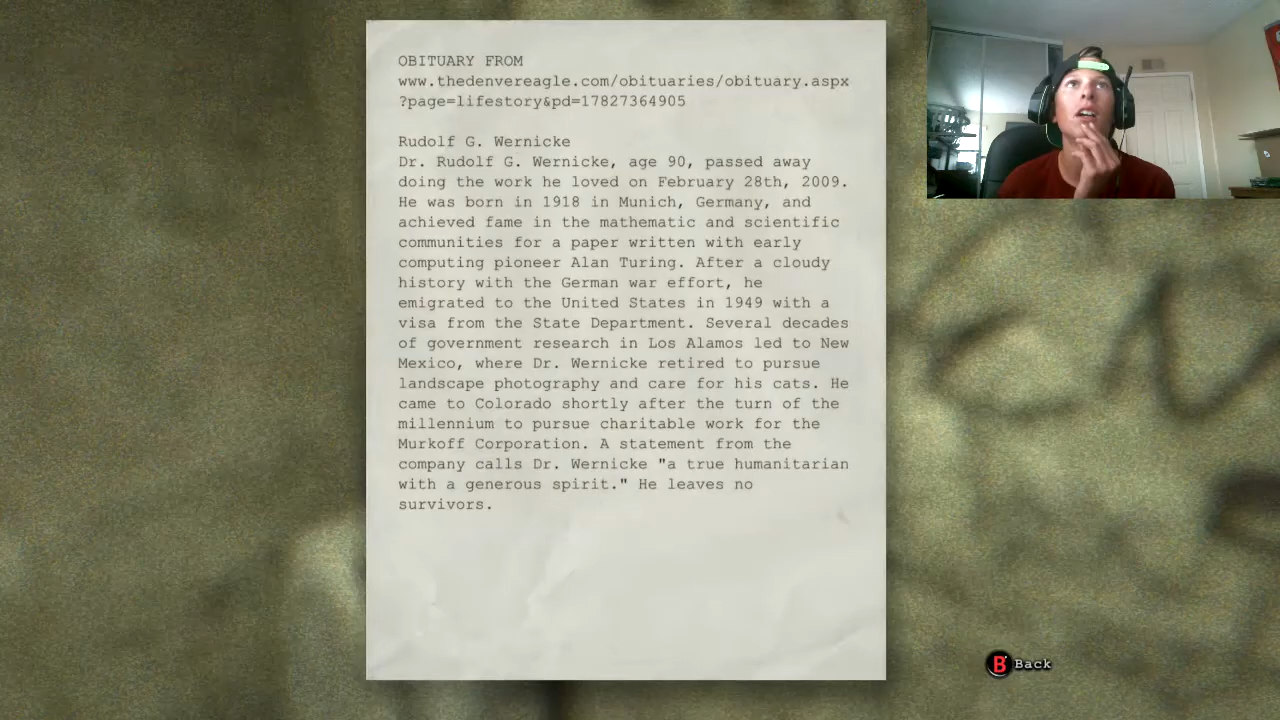 OBITUARY FROM
www.thedenvereagle.com/obituaries/obituary.aspx
?page=lifestory&pd=17827364905
Rudolf G. Wernicke
Dr. Rudolf G. Wernicke, age 90, passed away
doing the work he loved on February 28th, 2009.
He was born in 1918 in Munich, Germany, and
achieved fame in the mathematic and scientific
communities for a paper written with early
computing pioneer Alan Turing. After a cloudy
history with the German war effort, he
emigrated to the United States in 1949 with a
visa from the State Department. Several decades
of government research in Los Alamos led to New
Mexico, where Dr. Wernicke retired to pursue
landscape photography and care for his cats. He
came to Colorado shortly after the turn of the
millennium to pursue charitable work for the
Murkoff Corporation. A statement from the
company calls Dr. Wernicke "a true humanitarian
with a generous spirit." He leaves no
survivors.
B Back